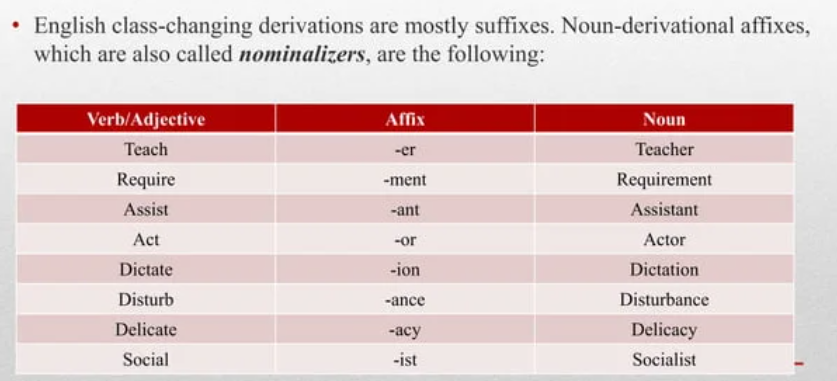 • English class-changing derivations are mostly suffixes. Noun-derivational affixes,
which are also called nominalizers, are the following:
Verb/Adjective Affix Noun
Teach -er Teacher
Require -ment Requirement
Assist -ant Assistant
Act -or Actor
Dictate -ion Dictation
Disturb -ance Disturbance
Delicate -acy Delicacy
Social -ist Socialist